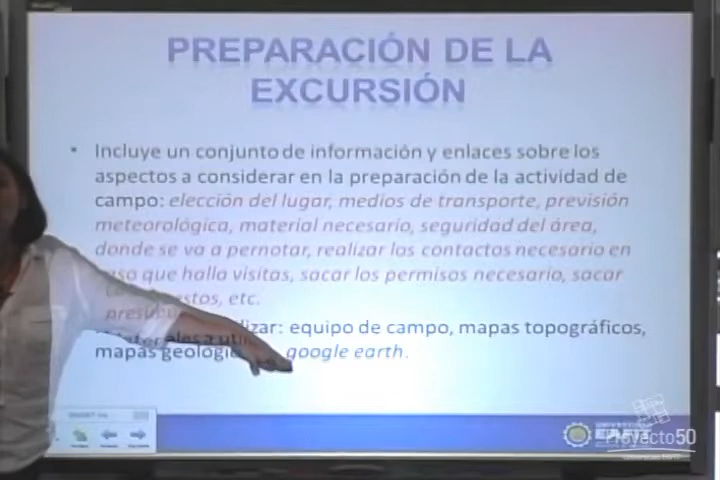 PREPARACIÓN DE LA
EXCURSIÓN
• Incluye un conjunto de información y enlaces sobre los
aspectos a considerar en la preparación de la actividad de
campo: elección del lugar, medios de transporte, previsión
meteorológica, material necesario, seguridad del área,
donde se va a pernotar, realizar los contactos necesario en
que halla visitas, sacar los permisos necesario, sacar
etc.
equipo de campo, mapas topográficos,
mapas google earth.
UNIVERSIDAD
EAFIT
Proyecto50